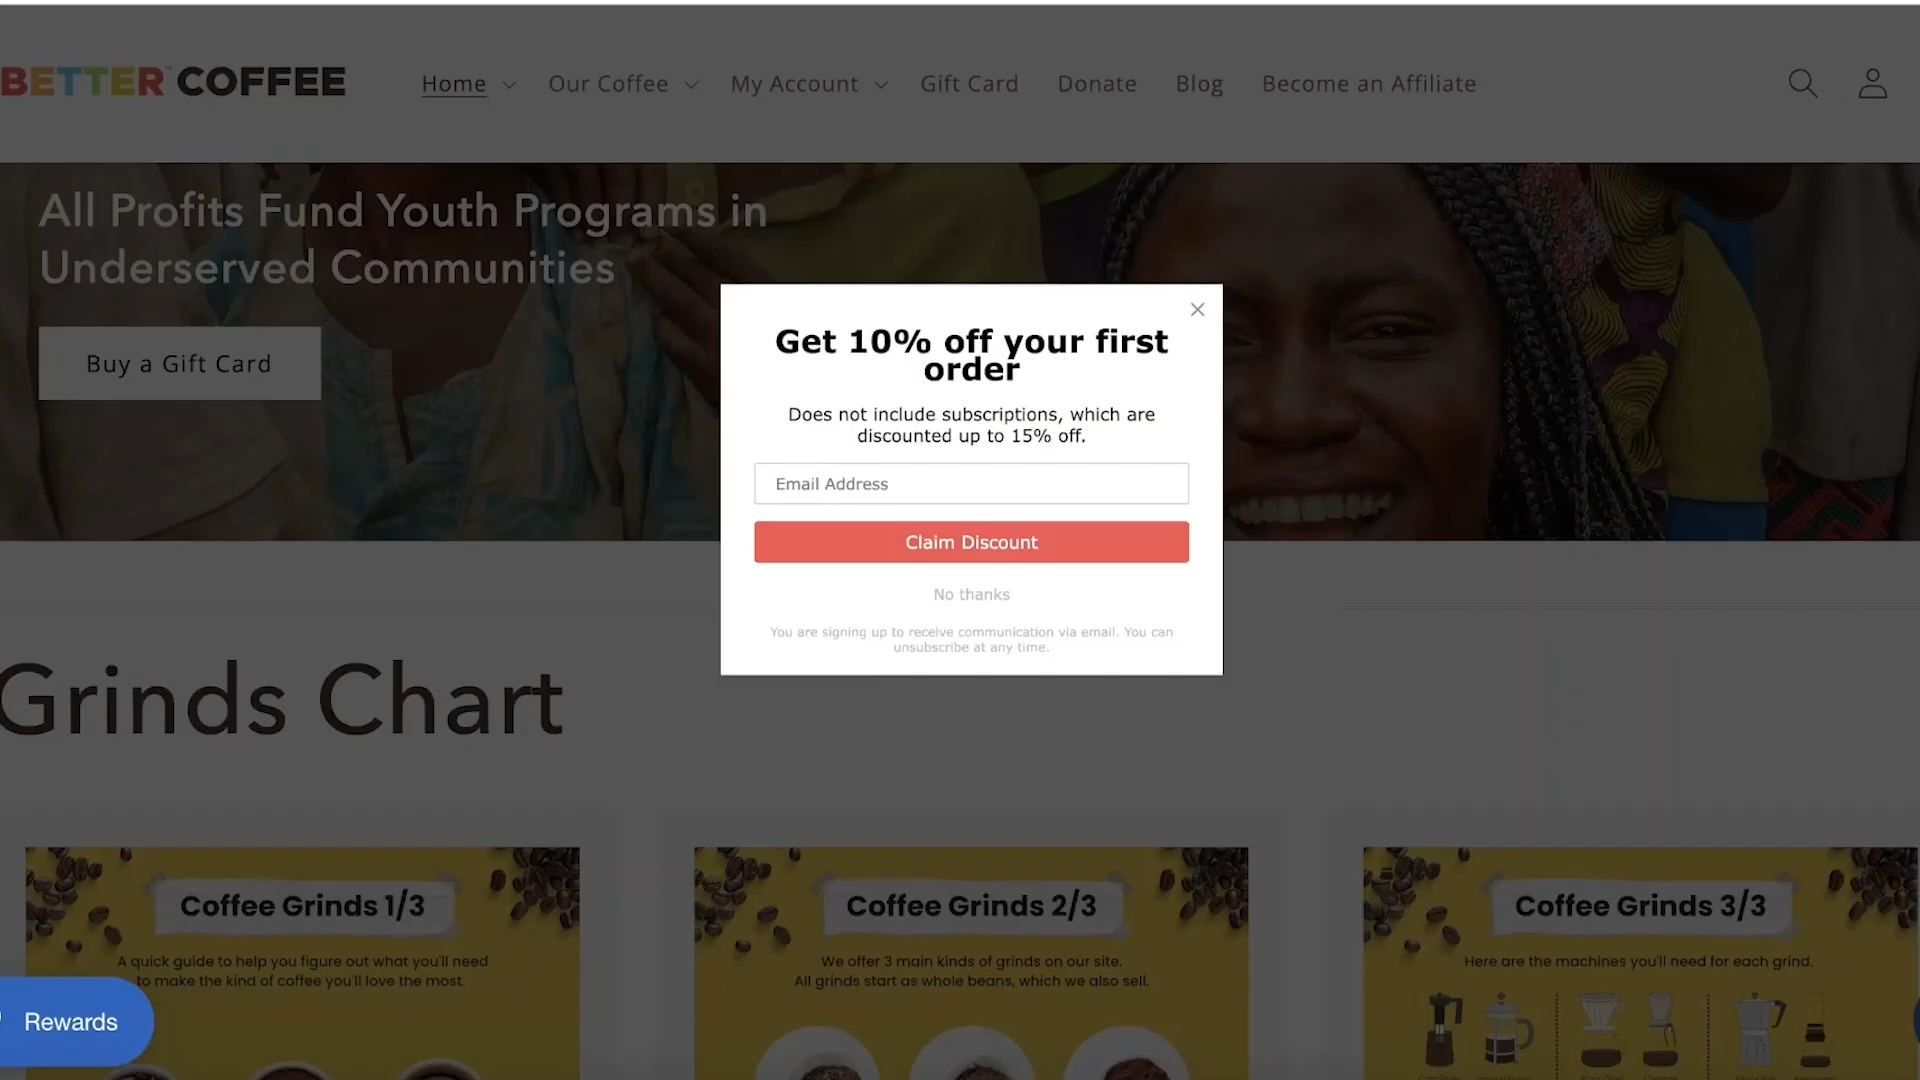 BETTER™ COFFEE
Home
Our Coffee
My Account
Gift Card
Donate
Blog
Become an Affiliate
All Profits Fund Youth Programs in
Underserved Communities
Buy a Gift Card
Get 10% off your first
order
Does not include subscriptions, which are
discounted up to 15% off.
Email Address
Claim Discount
No thanks
You are signing up to receive communication via email. You can
unsubscribe at any time.
Grinds Chart
Coffee Grinds 1/3
A quick guide to help you figure out what you'll need
to make the kind of coffee you'll love the most.
Coffee Grinds 2/3
We offer 3 main kinds of grinds on our site.
All grinds start as whole beans, which we also sell.
Coffee Grinds 3/3
Here are the machines you'll need for each grind.
Rewards